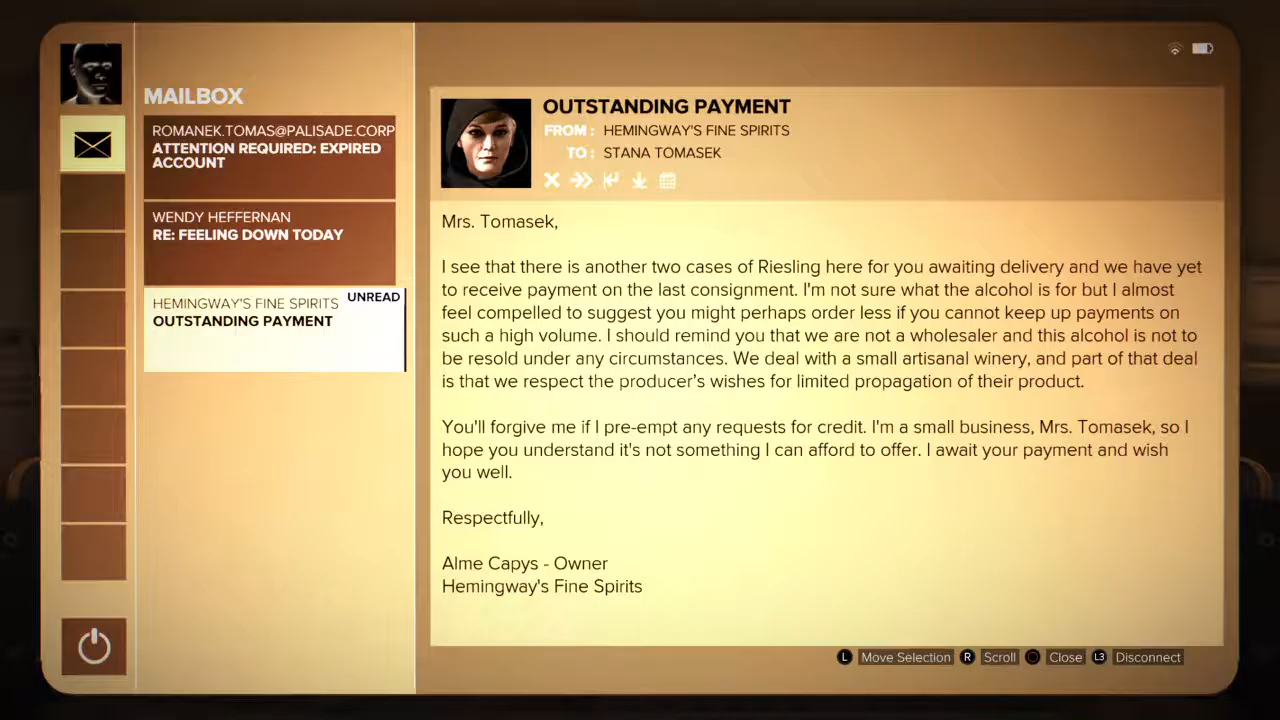 MAILBOX
ROMANEK.TOMAS@PALISADE.CORP
ATTENTION REQUIRED: EXPIRED
ACCOUNT
WENDY HEFFERNAN
RE: FEELING DOWN TODAY
UNREAD
HEMINGWAY'S FINE SPIRITS
OUTSTANDING PAYMENT
OUTSTANDING PAYMENT
FROM : HEMINGWAY'S FINE SPIRITS
TO : STANA TOMASEK
Mrs. Tomasek,
I see that there is another two cases of Riesling here for you awaiting delivery and we have yet
to receive payment on the last consignment. I'm not sure what the alcohol is for but I almost
feel compelled to suggest you might perhaps order less if you cannot keep up payments on
such a high volume. I should remind you that we are not a wholesaler and this alcohol is not to
be resold under any circumstances. We deal with a small artisanal winery, and part of that deal
is that we respect the producer's wishes for limited propagation of their product.
You'll forgive me if I pre-empt any requests for credit. I'm a small business, Mrs. Tomasek, so I
hope you understand it's not something I can afford to offer. I await your payment and wish
you well.
Respectfully,
Alme Capys - Owner
Hemingway's Fine Spirits
L Move Selection R Scroll Close L3 Disconnect